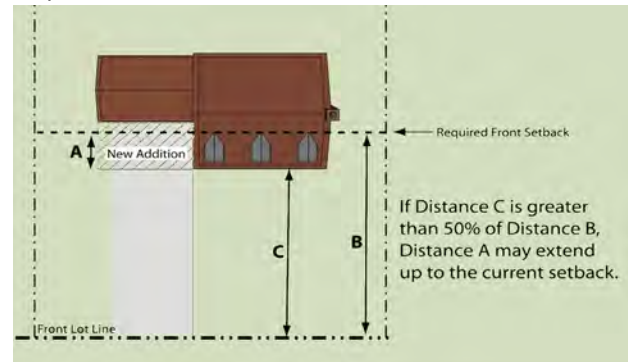 Required Front Setback
A
New Addition
If Distance C is greater
than 50% of Distance B,
Distance A may extend
up to the current setback.
C
B
Front Lot Line